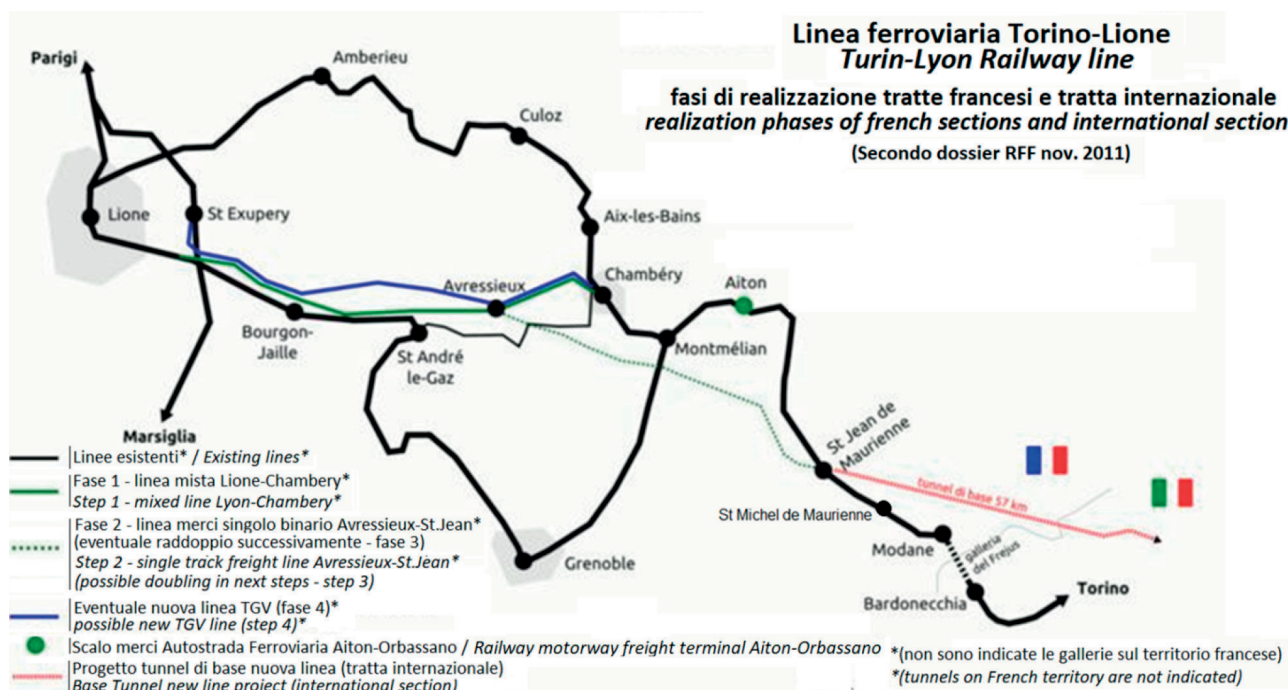 Linea ferroviaria Torino-Lione
Turin-Lyon Railway line
fasi di realizzazione tratte francesi e tratta internazionale
realization phases of french sections and international section
(Secondo dossier RFF nov. 2011)
Parigi
Amberieu
Culoz
Lione
St Exupery
Aix-les-Bains
Avressieux
Chambéry
Aiton
Bourgon-
Jaille
St André
le-Gaz
Montmélian
Marsiglia
St Jean de
Maurienne
tunnel di base 57 km
St Michel de Maurienne
Modane
galleria
del Frejus
Grenoble
Bardonecchia
Torino
Linee esistenti* / Existing lines*
Fase 1 - linea mista Lione-Chambery*
Step 1 - mixed line Lyon-Chambery*
Fase 2 - linea merci singolo binario Avressieux-St.Jean*
(eventuale raddoppio successivamente - fase 3)
Step 2 - single track freight line Avressieux-St.Jean*
(possible doubling in next steps - step 3)
Eventuale nuova linea TGV (fase 4)*
possible new TGV line (step 4)*
Scalo merci Autostrada Ferroviaria Aiton-Orbassano / Railway motorway freight terminal Aiton-Orbassano
Progetto tunnel di base nuova linea (tratta internazionale)
Base Tunnel new line project (international section)
*(non sono indicate le gallerie sul territorio francese)
*(tunnels on French territory are not indicated)